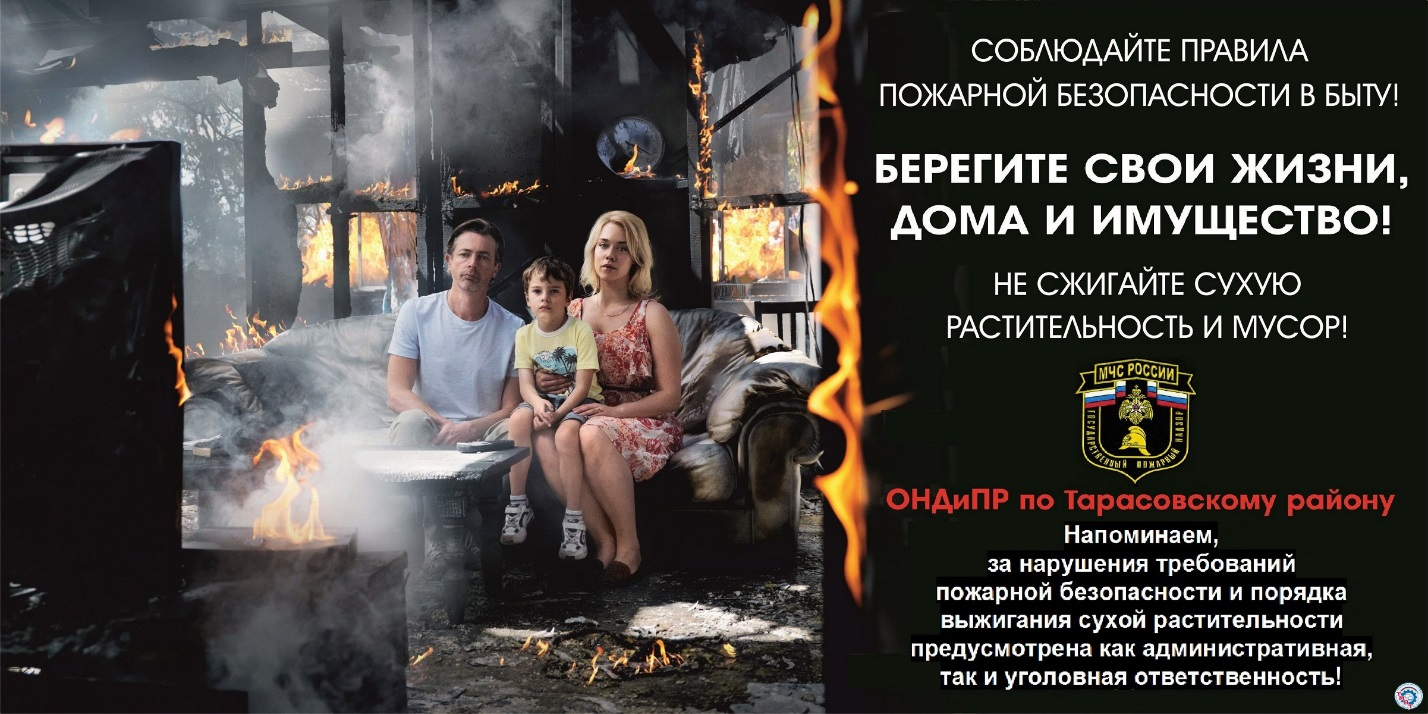 СОБЛЮДАЙТЕ ПРАВИЛА
ПОЖАРНОЙ БЕЗОПАСНОСТИ В БЫТУ!
БЕРЕГИТЕ СВОИ ЖИЗНИ,
ДОМА И ИМУЩЕСТВО!
НЕ СЖИГАЙТЕ СУХУЮ
РАСТИТЕЛЬНОСТЬ И МУСОР!
МЧС РОССИИ
ГОСУДАРСТВЕННЫЙ ПОЖАРНЫЙ НАДЗОР
ОНДиПР по Тарасовскому району
Напоминаем,
за нарушения требований
пожарной безопасности и порядка
выжигания сухой растительности
предусмотрена как административная,
так и уголовная ответственность!